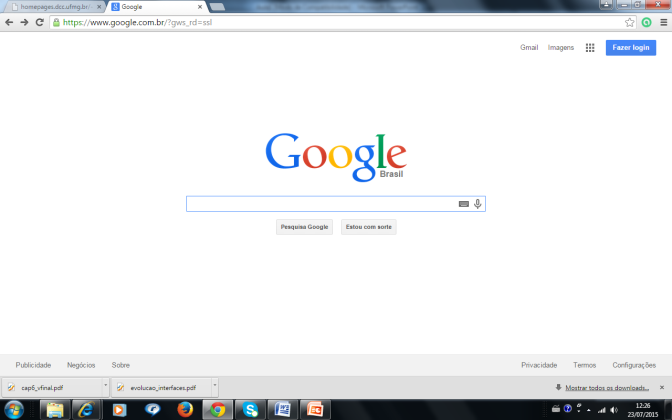 homepages.dcc.ufmg.br/
Google
https://www.google.com.br/?gws_rd=ssl
Gmail Imagens Fazer login
Google
Brasil
Pesquisa Google Estou com sorte
Publicidade Negócios Sobre Privacidade Termos Configurações
cap6_vfinal.pdf evolucao_interfaces.pdf Mostrar todos os downloads...
12:26
23/07/2015